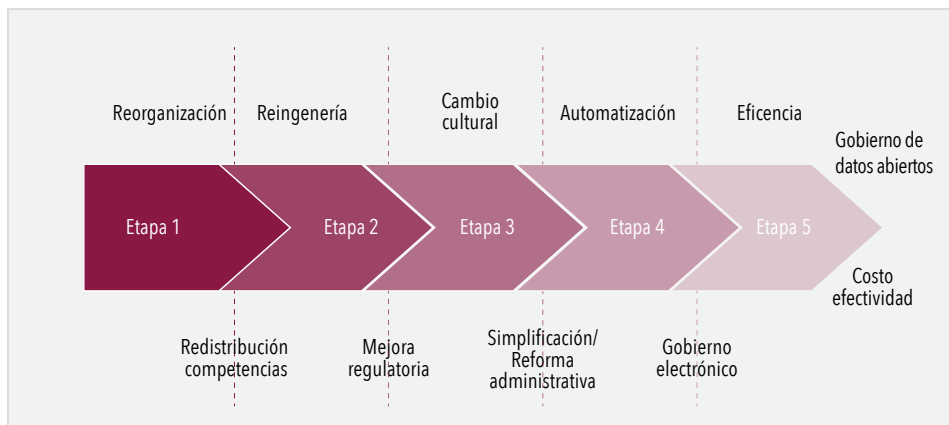 Reorganización
Reingenería
Cambio
cultural
Automatización
Eficencia
Gobierno de
datos abiertos
Etapa 1
Etapa 2
Etapa 3
Etapa 4
Etapa 5
Costo
efectividad
Redistribución
competencias
Mejora
regulatoria
Simplificación/
Reforma
administrativa
Gobierno
electrónico